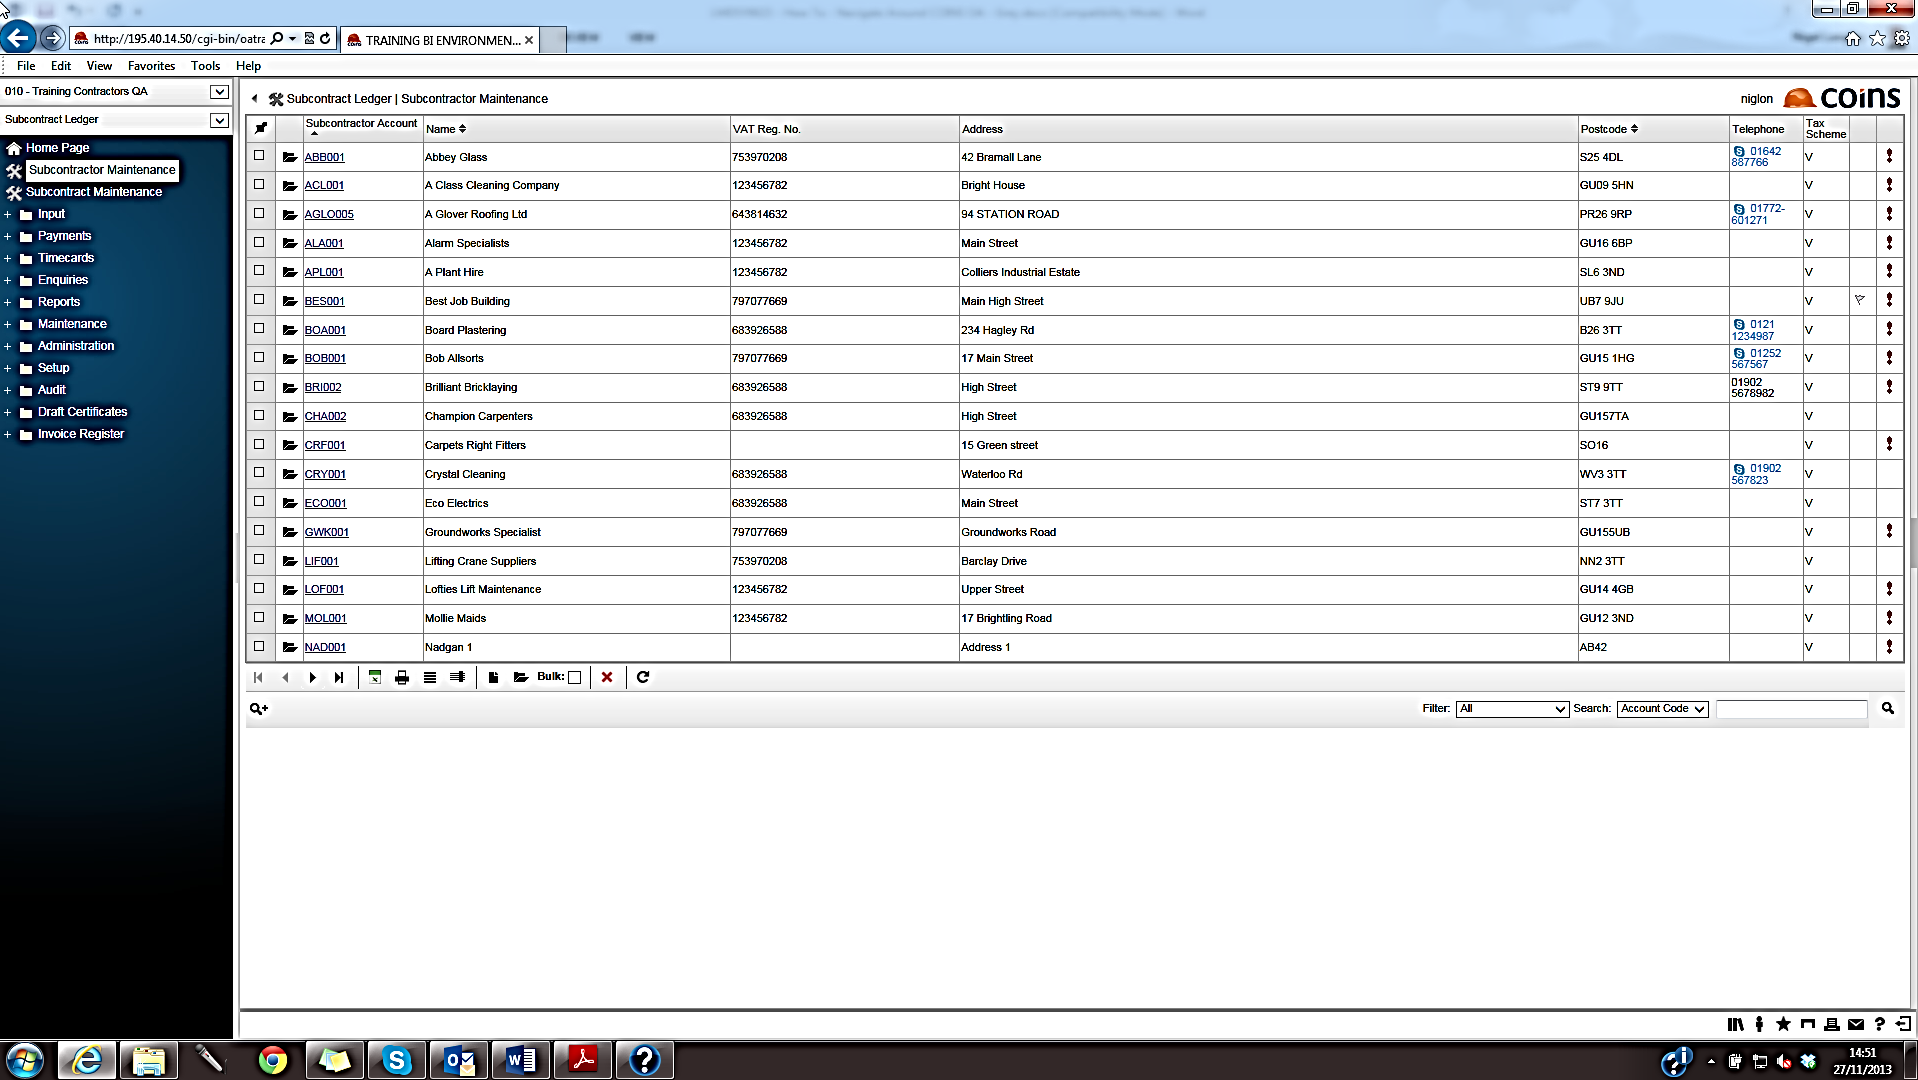 http://195.40.14.50/cgi-bin/oatra
TRAINING BI ENVIRONMEN...
File Edit View Favorites Tools Help
010 - Training Contractors QA
Subcontract Ledger
Home Page
Subcontractor Maintenance
Subcontract Maintenance
+ Input
+ Payments
+ Timecards
+ Enquiries
+ Reports
+ Maintenance
+ Administration
+ Setup
+ Audit
+ Draft Certificates
+ Invoice Register
Subcontract Ledger | Subcontractor Maintenance
niglon coins
Subcontractor Account Name VAT Reg. No. Address Postcode Telephone Tax Scheme
ABB001 Abbey Glass 753970208 42 Bramall Lane S25 4DL 01642 887766 V
ACL001 A Class Cleaning Company 123456782 Bright House GU09 5HN V
AGLO005 A Glover Roofing Ltd 643814632 94 STATION ROAD PR26 9RP 01772-601271 V
ALA001 Alarm Specialists 123456782 Main Street GU16 6BP V
APL001 A Plant Hire 123456782 Colliers Industrial Estate SL6 3ND V
BES001 Best Job Building 797077669 Main High Street UB7 9JU V
BOA001 Board Plastering 683926588 234 Hagley Rd B26 3TT 0121 1234987 V
BOB001 Bob Allsorts 797077669 17 Main Street GU15 1HG 01252 567567 V
BRI002 Brilliant Bricklaying 683926588 High Street ST9 9TT 01902 5678982 V
CHA002 Champion Carpenters 683926588 High Street GU157TA V
CRF001 Carpets Right Fitters 15 Green street SO16 V
CRY001 Crystal Cleaning 683926588 Waterloo Rd WV3 3TT 01902 567823 V
ECO001 Eco Electrics 683926588 Main Street ST7 3TT V
GWK001 Groundworks Specialist 797077669 Groundworks Road GU155UB V
LIF001 Lifting Crane Suppliers 753970208 Barclay Drive NN2 3TT V
LOF001 Lofties Lift Maintenance 123456782 Upper Street GU14 4GB V
MOL001 Mollie Maids 123456782 17 Brightling Road GU12 3ND V
NAD001 Nadgan 1 Address 1 AB42 V
Bulk:
Filter: All Search: Account Code
14:51
27/11/2013